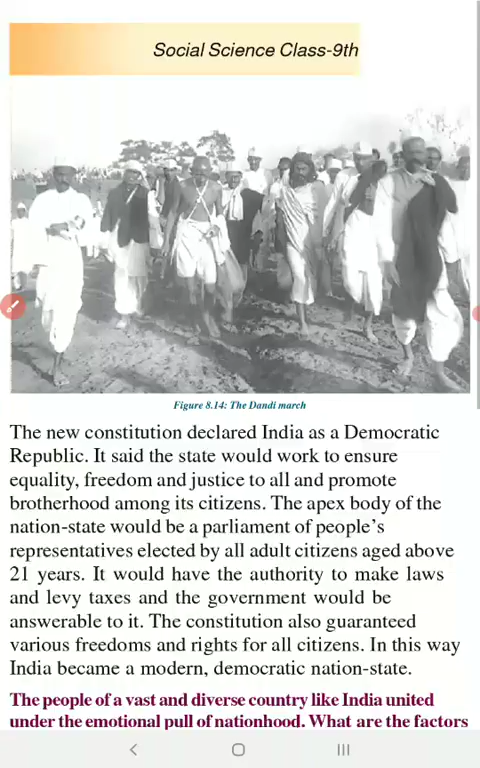 Social Science Class-9th
Figure 8.14: The Dandi march
The new constitution declared India as a Democratic
Republic. It said the state would work to ensure
equality, freedom and justice to all and promote
brotherhood among its citizens. The apex body of the
nation-state would be a parliament of people's
representatives elected by all adult citizens aged above
21 years. It would have the authority to make laws
and levy taxes and the government would be
answerable to it. The constitution also guaranteed
various freedoms and rights for all citizens. In this way
India became a modern, democratic nation-state.
The people of a vast and diverse country like India united
under the emotional pull of nationhood. What are the factors